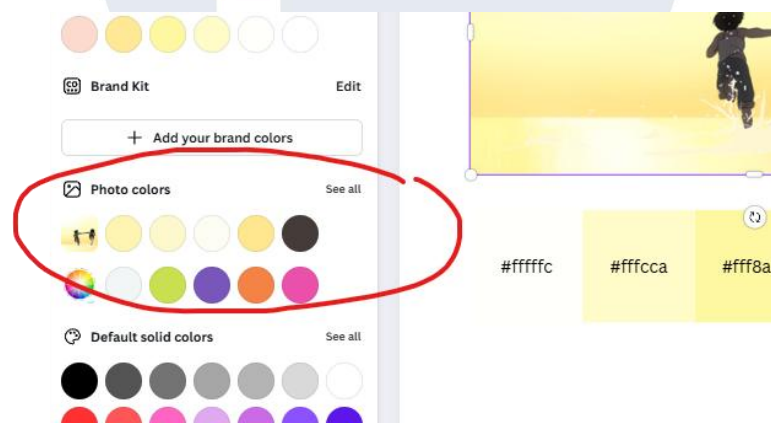 Brand Kit Edit
+ Add your brand colors
Photo colors See all
Default solid colors See all
#fffffc #fffcca #fff8a